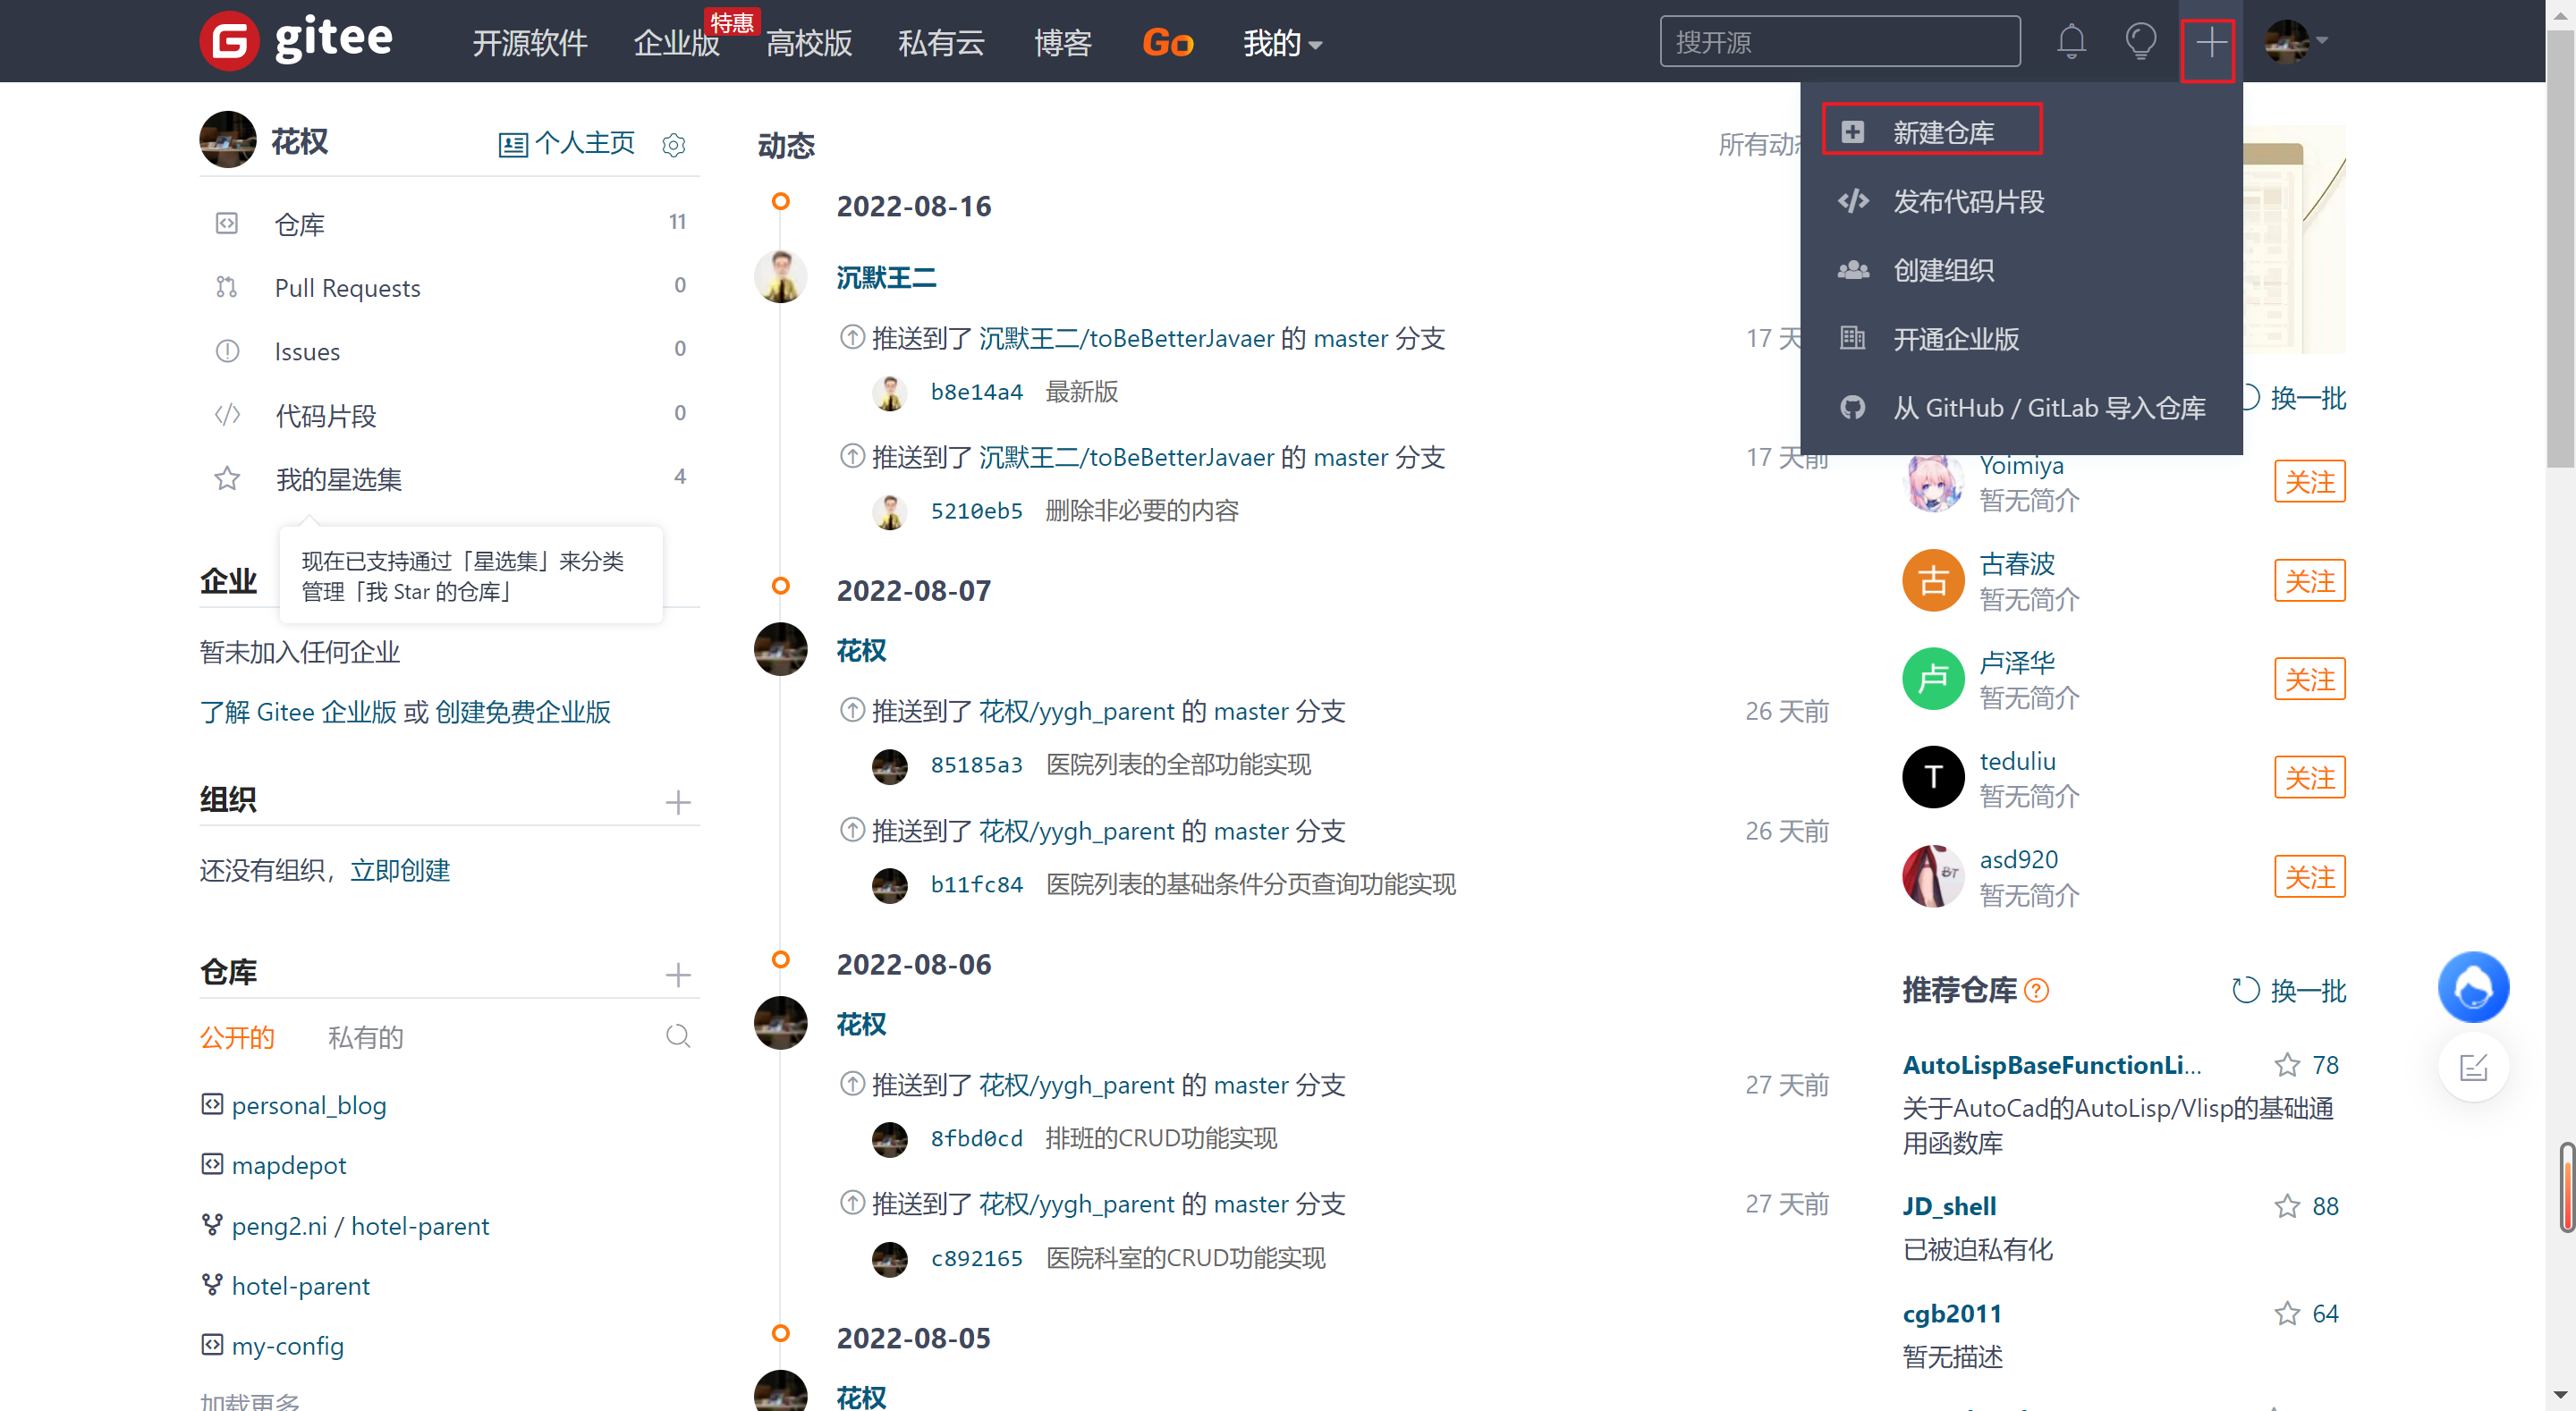 gitee
开源软件
企业版
特惠
高校版
私有云
博客
Go
我的
搜开源
花权
个人主页
仓库
11
Pull Requests
0
Issues
0
代码片段
0
我的星选集
4
现在已支持通过「星选集」来分类
管理「我 Star 的仓库」
企业
暂未加入任何企业
了解 Gitee 企业版 或 创建免费企业版
组织
还没有组织，立即创建
仓库
公开的
私有的
personal_blog
mapdepot
peng2.ni / hotel-parent
hotel-parent
my-config
加载更多
动态
所有动态
2022-08-16
沉默王二
推送到了 沉默王二/toBeBetterJavaer 的 master 分支
17 天
b8e14a4 最新版
推送到了 沉默王二/toBeBetterJavaer 的 master 分支
17 天前
5210eb5 删除非必要的内容
2022-08-07
花权
推送到了 花权/yygh_parent 的 master 分支
26 天前
85185a3 医院列表的全部功能实现
推送到了 花权/yygh_parent 的 master 分支
26 天前
b11fc84 医院列表的基础条件分页查询功能实现
2022-08-06
花权
推送到了 花权/yygh_parent 的 master 分支
27 天前
8fbd0cd 排班的CRUD功能实现
推送到了 花权/yygh_parent 的 master 分支
27 天前
c892165 医院科室的CRUD功能实现
2022-08-05
花权
新建仓库
发布代码片段
创建组织
开通企业版
从 GitHub / GitLab 导入仓库
换一批
Yoimiya
暂无简介
关注
古
古春波
暂无简介
关注
卢
卢泽华
暂无简介
关注
T
teduliu
暂无简介
关注
BT
asd920
暂无简介
关注
推荐仓库
换一批
AutoLispBaseFunctionLi...
78
关于AutoCad的AutoLisp/Vlisp的基础通
用函数库
JD_shell
88
已被迫私有化
cgb2011
64
暂无描述